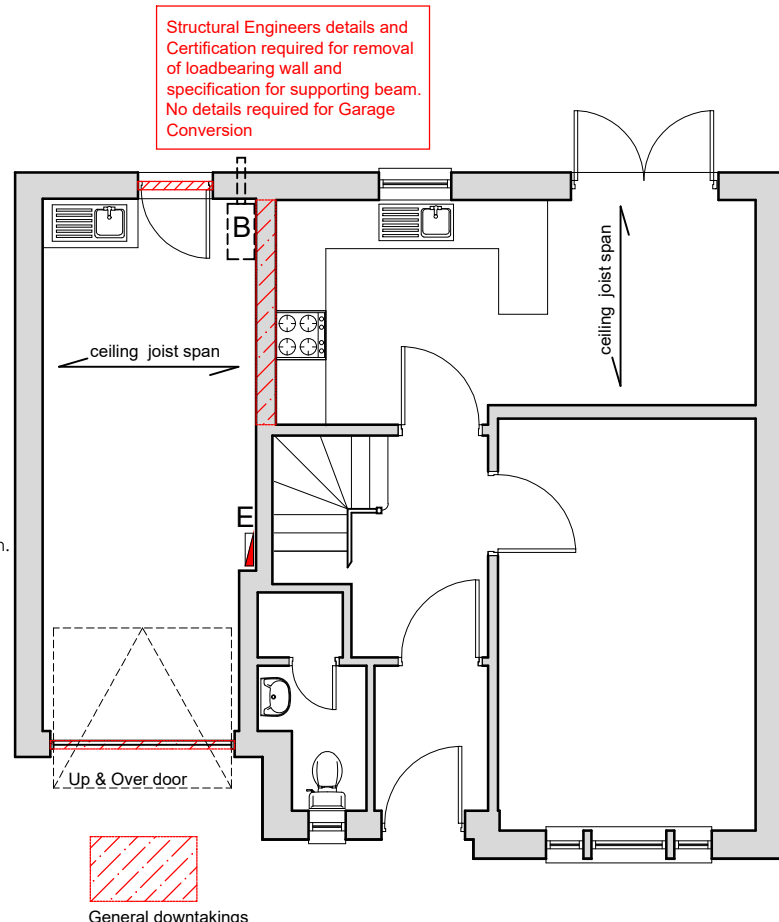 Structural Engineers details and
Certification required for removal
of loadbearing wall and
specification for supporting beam.
No details required for Garage
Conversion
B
ceiling joist span
ceiling joist span
E
n.
Up & Over door
General downtakings